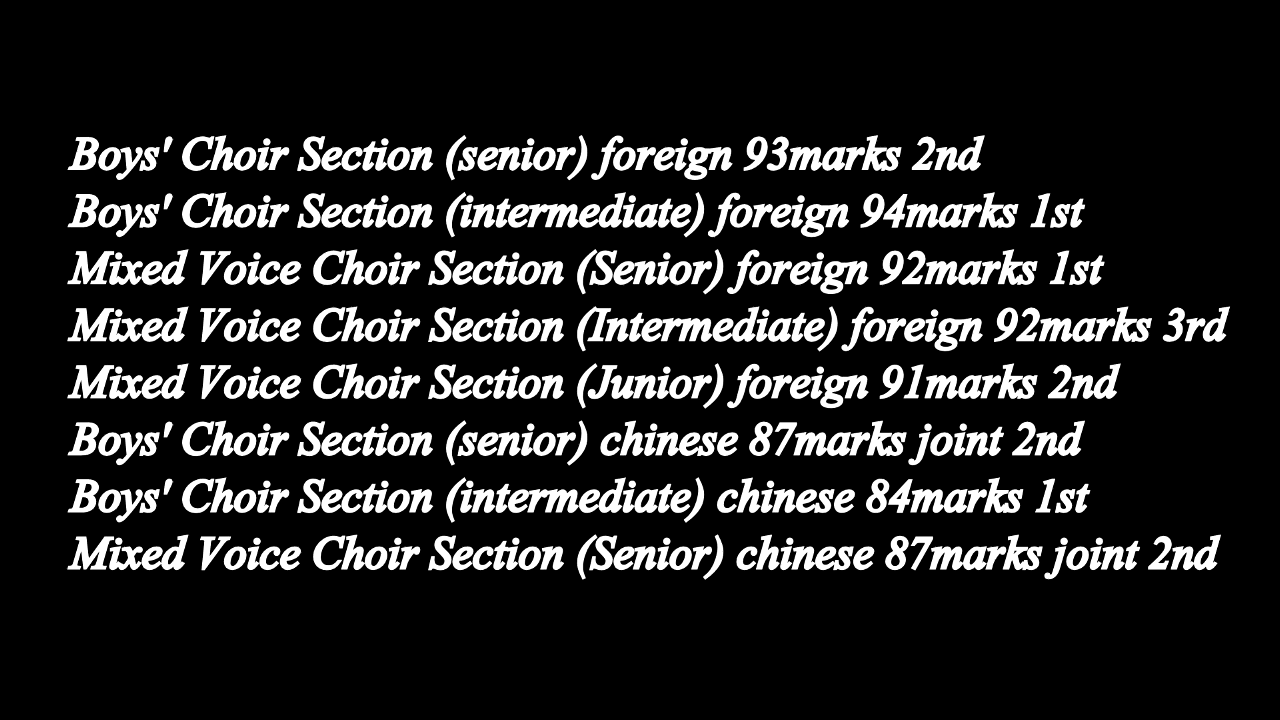 Boys' Choir Section (senior) foreign 93marks 2nd
Boys' Choir Section (intermediate) foreign 94marks 1st
Mixed Voice Choir Section (Senior) foreign 92marks 1st
Mixed Voice Choir Section (Intermediate) foreign 92marks 3rd
Mixed Voice Choir Section (Junior) foreign 91marks 2nd
Boys' Choir Section (senior) chinese 87marks joint 2nd
Boys' Choir Section (intermediate) chinese 84marks 1st
Mixed Voice Choir Section (Senior) chinese 87marks joint 2nd